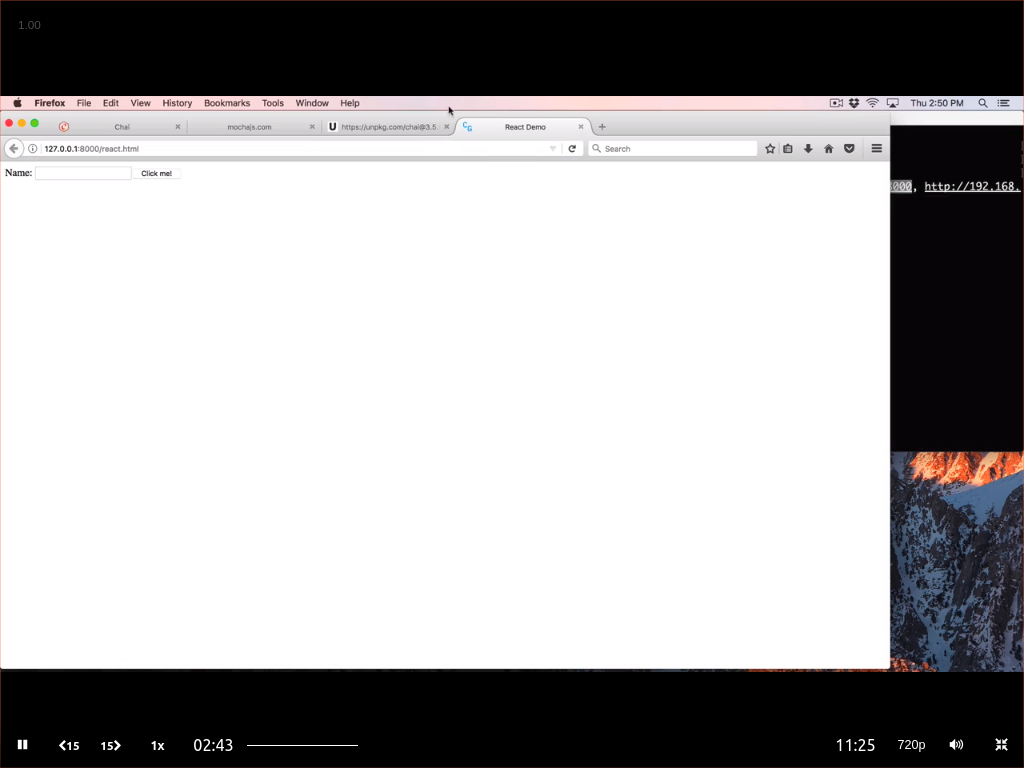 1.00
Firefox File Edit View History Bookmarks Tools Window Help Thu 2:50 PM
Chai mochajs.com U https://unpkg.com/chai@3.5 CG React Demo
127.0.0.1:8000/react.html Search
Name: Click me!
000, http://192.168.
15 15 1x 02:43 11:25 720p